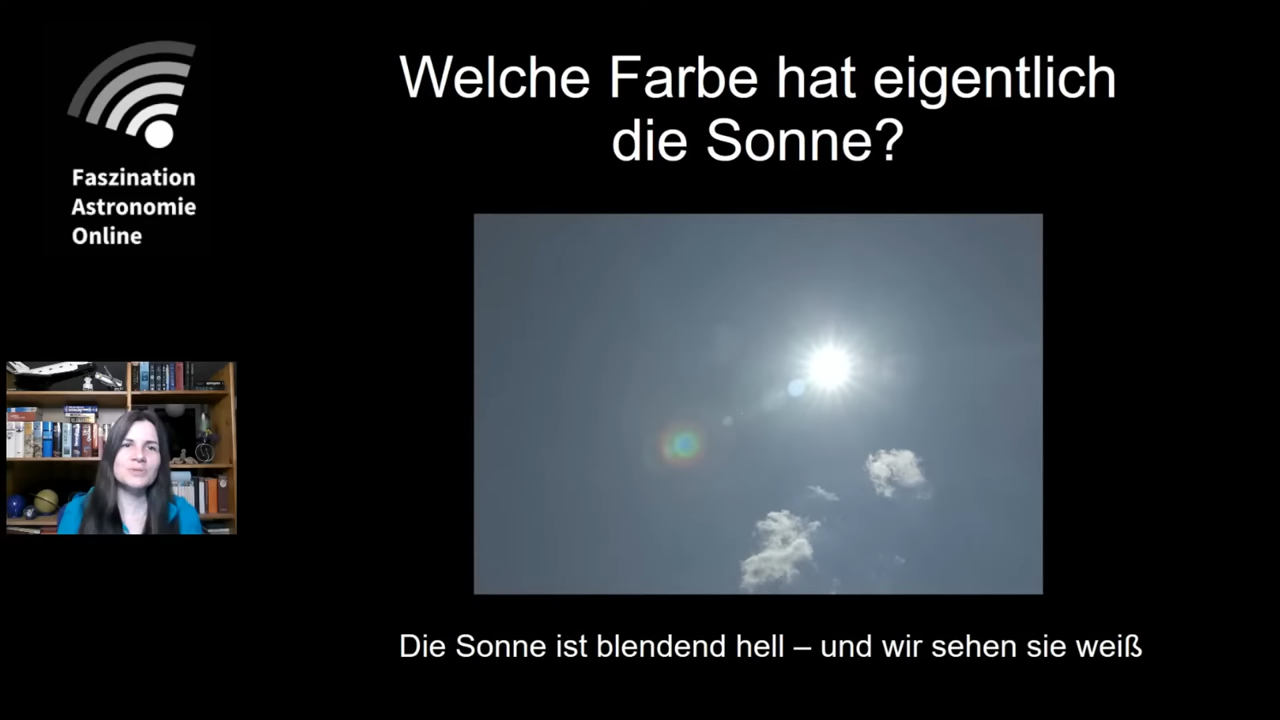 Welche Farbe hat eigentlich
die Sonne?
Faszination
Astronomie
Online
Die Sonne ist blendend hell – und wir sehen sie weiß